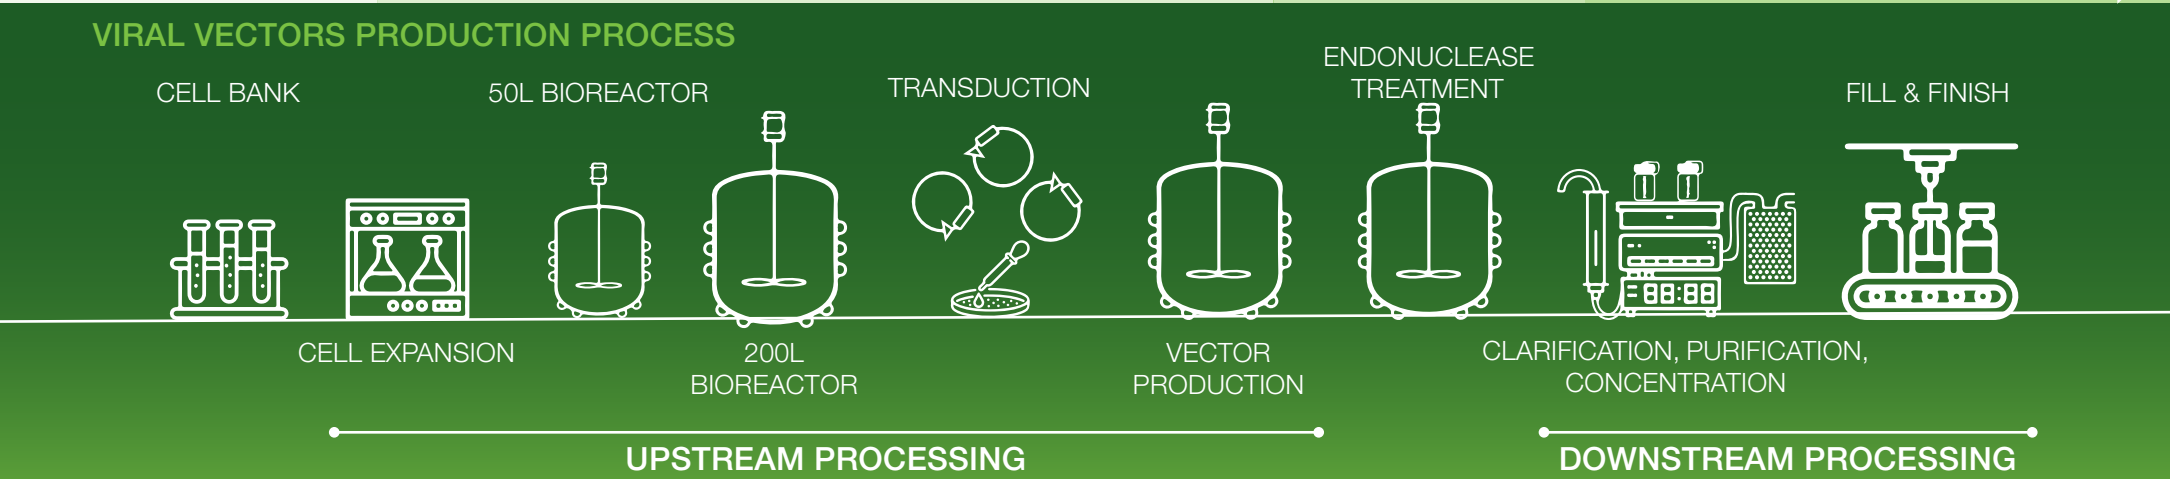 VIRAL VECTORS PRODUCTION PROCESS
CELL BANK
CELL EXPANSION
50L BIOREACTOR
200L
BIOREACTOR
TRANSDUCTION
VECTOR
PRODUCTION
ENDONUCLEASE
TREATMENT
CLARIFICATION, PURIFICATION,
CONCENTRATION
FILL & FINISH
UPSTREAM PROCESSING
DOWNSTREAM PROCESSING